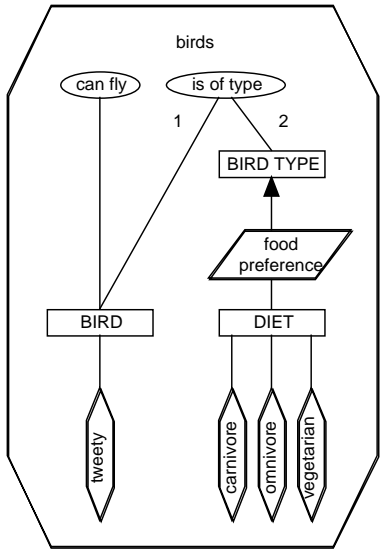 birds
can fly
is of type
1
2
BIRD TYPE
food
preference
BIRD
DIET
tweety
carnivore
omnivore
vegetarian